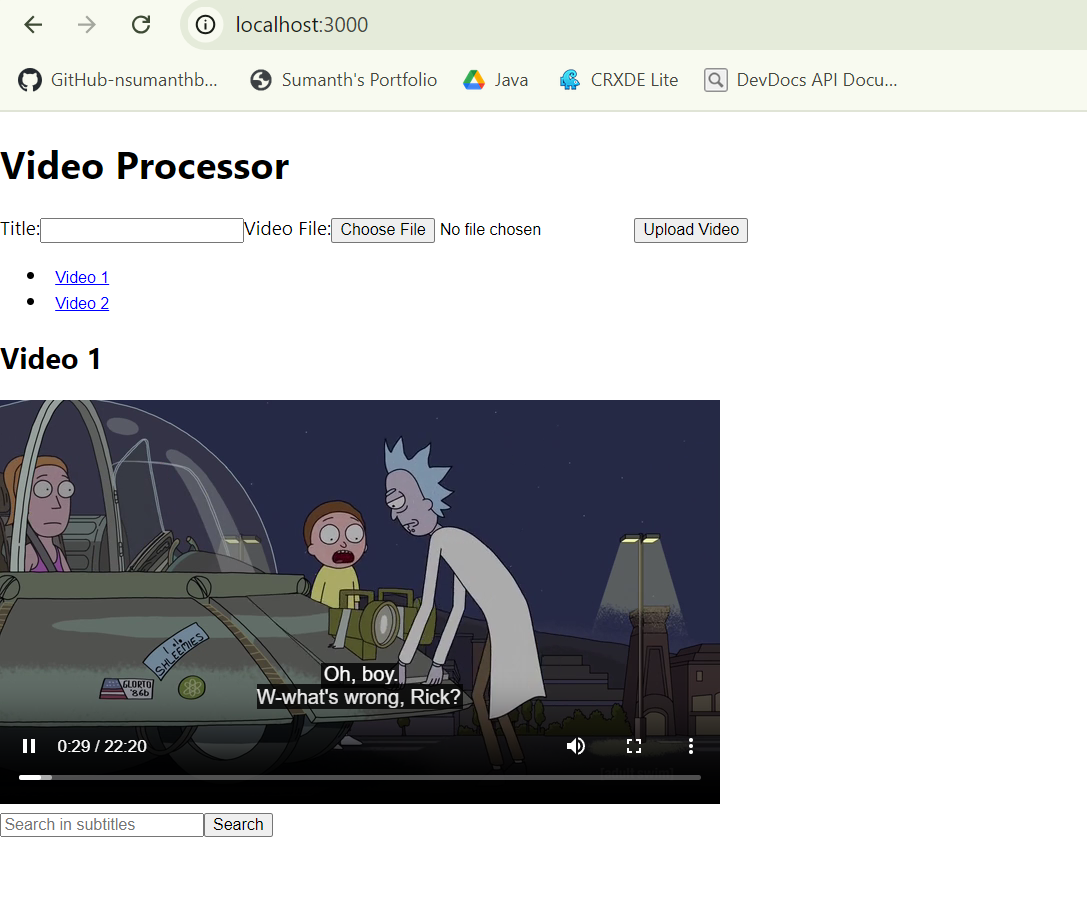 localhost:3000
GitHub-nsumanthb... Sumanth's Portfolio Java CRXDE Lite DevDocs API Docu...
Video Processor
Title: Video File: Choose File No file chosen Upload Video
Video 1
Video 2
Video 1
SHLEEMIES
GLORTO
'86b
Oh, boy.
W-what's wrong, Rick?
0:29 / 22:20
Search in subtitles Search